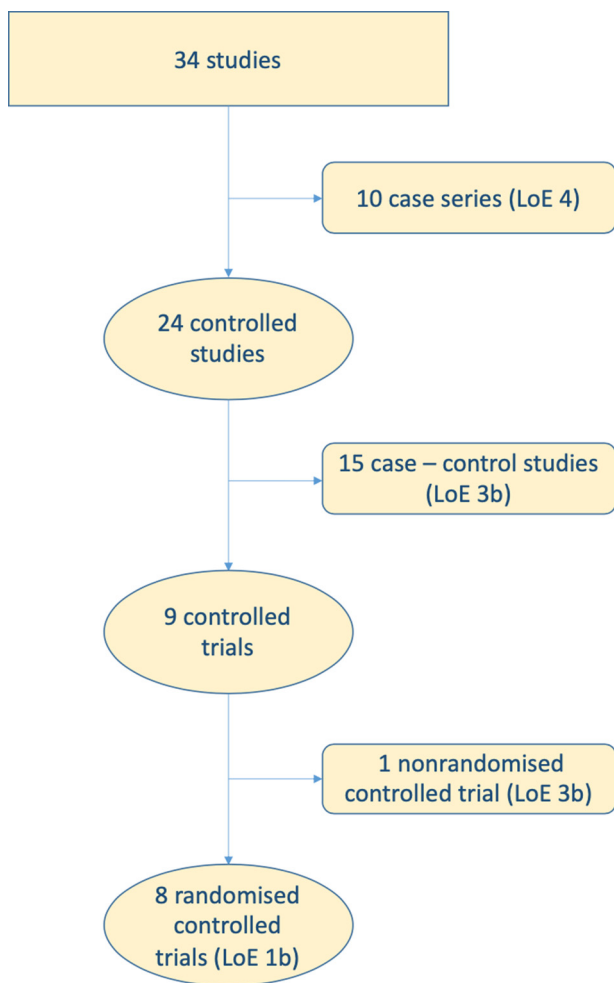 34 studies
10 case series (LoE 4)
24 controlled
studies
15 case – control studies
(LoE 3b)
9 controlled
trials
1 nonrandomised
controlled trial (LoE 3b)
8 randomised
controlled
trials (LoE 1b)